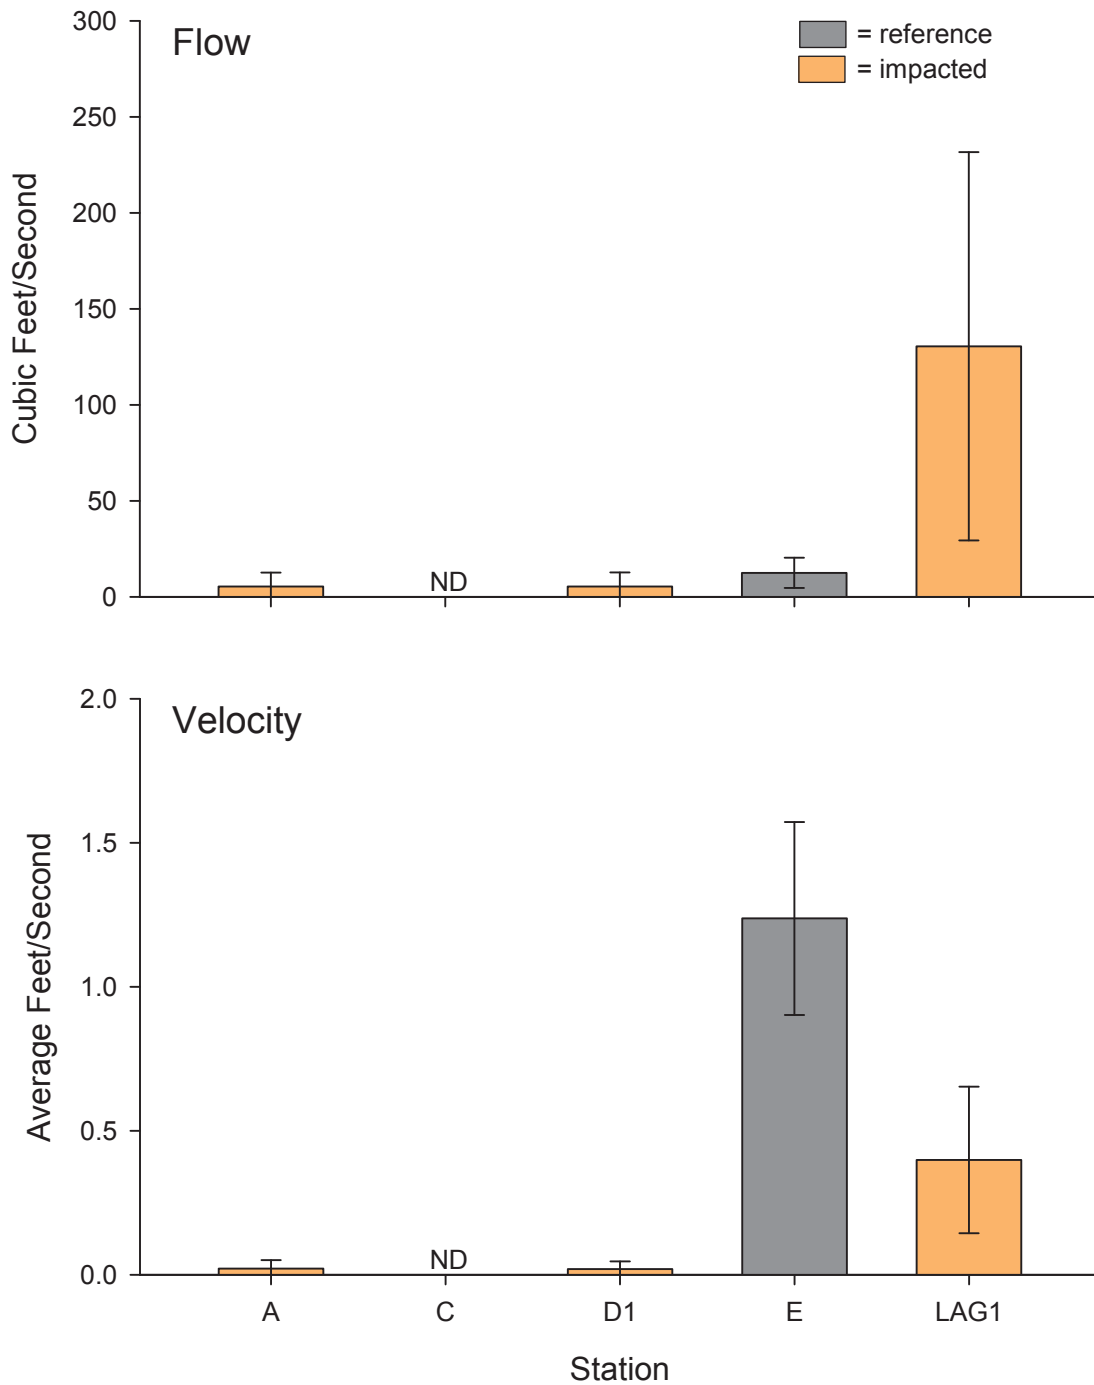 Flow
= reference
= impacted
300
250
200
150
100
50
0
Cubic Feet/Second
ND
Velocity
2.0
1.5
1.0
0.5
0.0
Average Feet/Second
ND
A C D1 E LAG1
Station